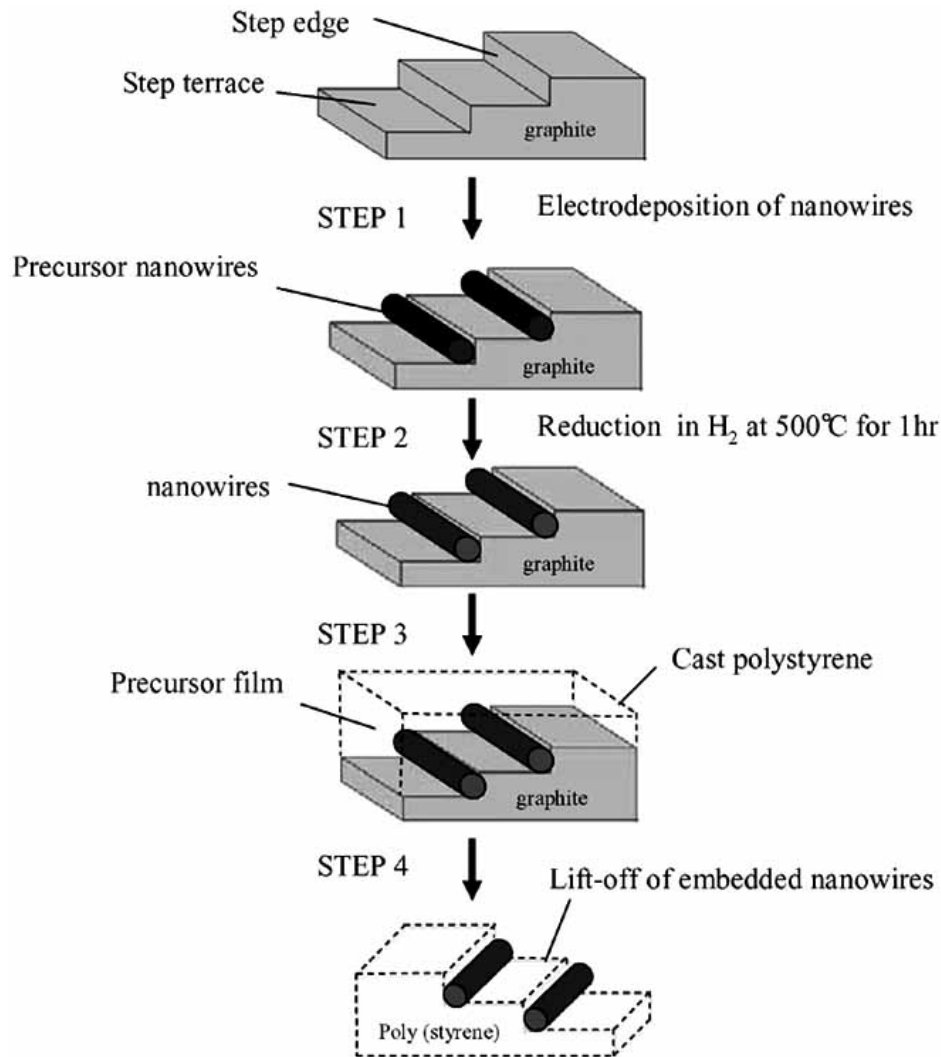 Step edge
Step terrace
graphite
STEP 1
Electrodeposition of nanowires
Precursor nanowires
graphite
STEP 2
Reduction in H₂ at 500℃ for 1hr
nanowires
graphite
STEP 3
Cast polystyrene
Precursor film
graphite
STEP 4
Lift-off of embedded nanowires
Poly (styrene)